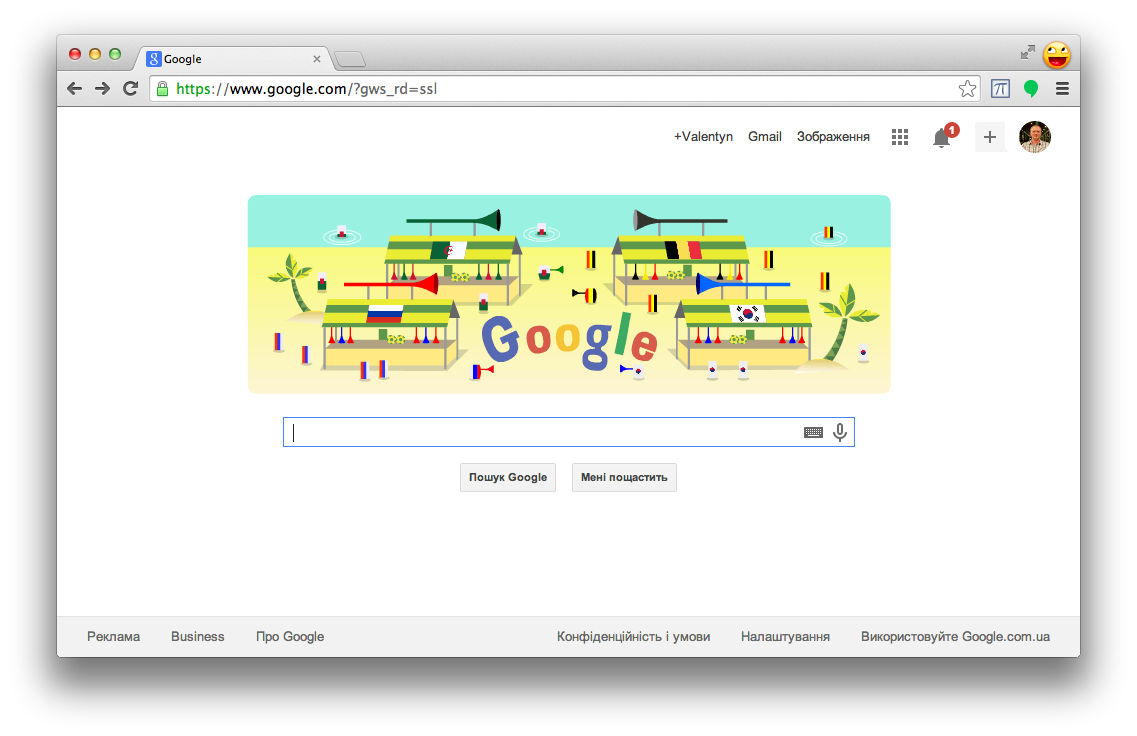 Google
https://www.google.com/?gws_rd=ssl
+Valentyn Gmail Зображення 1
Google
Пошук Google Мені пощастить
Реклама Business Про Google Конфіденційність і умови Налаштування Використовуйте Google.com.ua